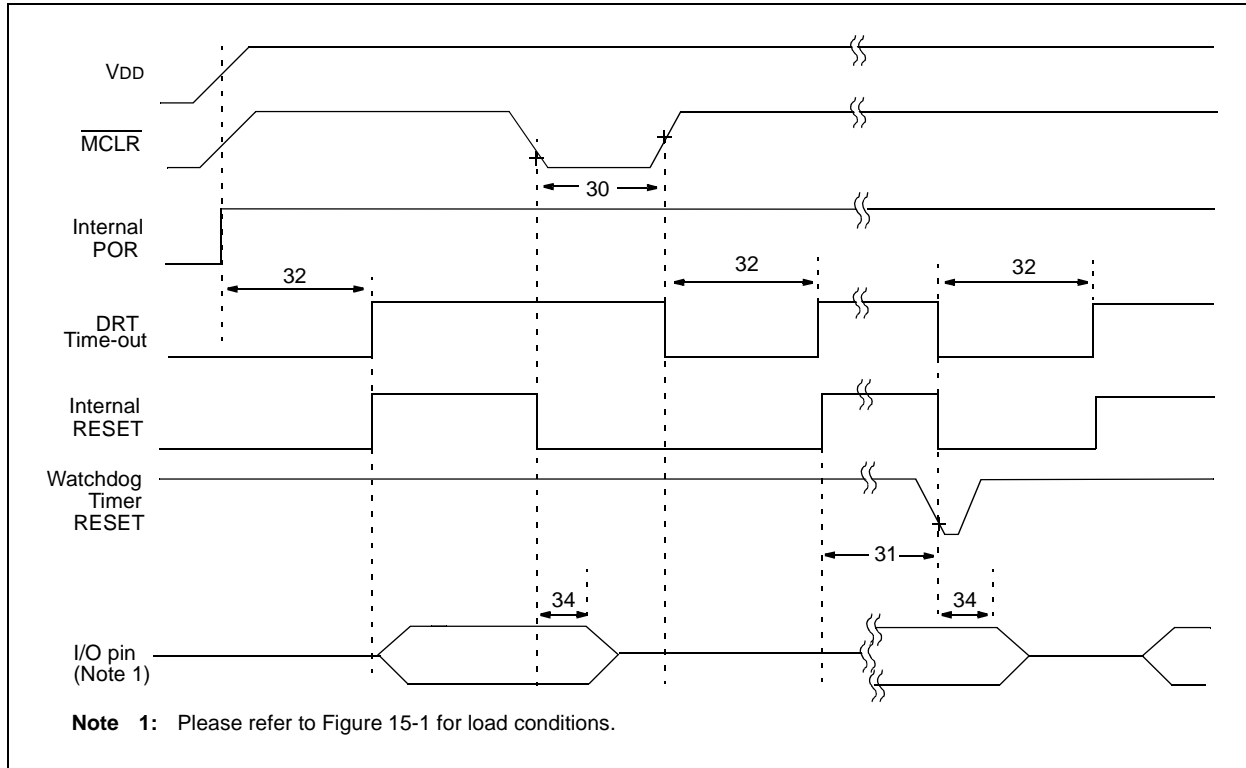 VDD
MCLR
30
Internal
POR
32
32
32
DRT
Time-out
Internal
RESET
Watchdog
Timer
RESET
31
34
34
I/O pin
(Note 1)
Note 1: Please refer to Figure 15-1 for load conditions.